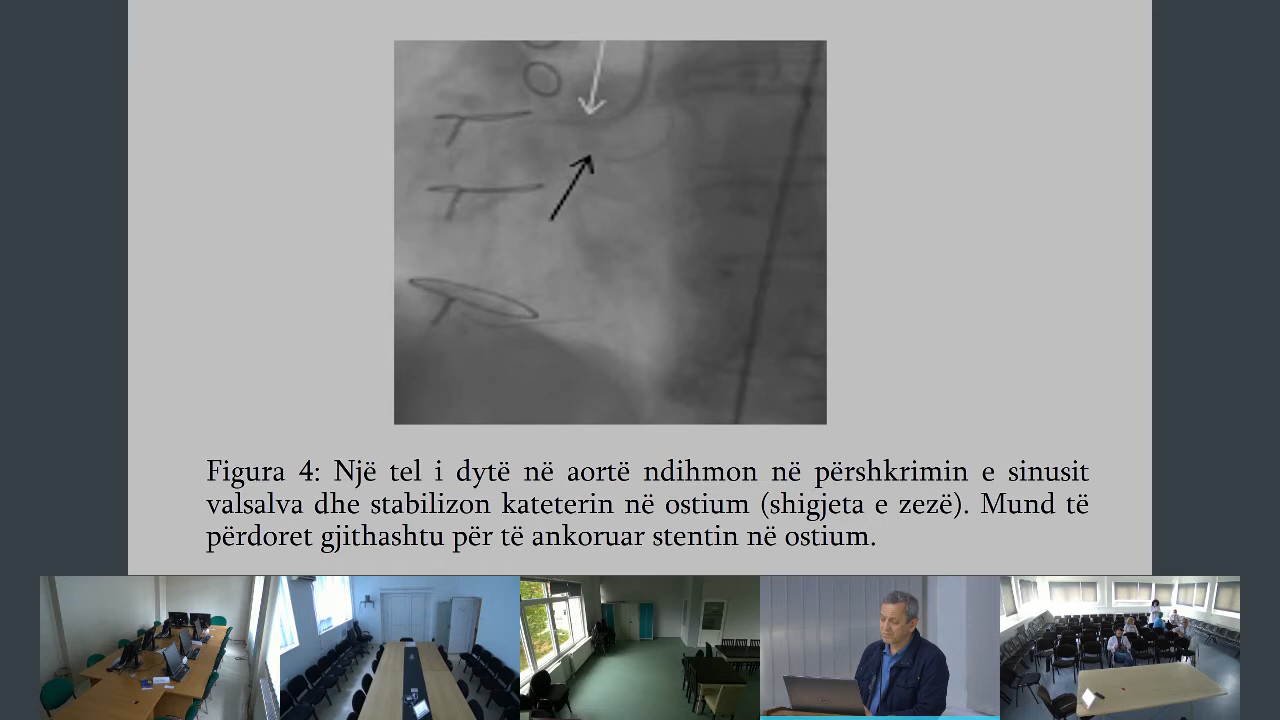 Figura 4: Një tel i dytë në aortë ndihmon në përshkrimin e sinusit
valsalva dhe stabilizon kateterin në ostium (shigjeta e zezë). Mund të
përdoret gjithashtu për të ankoruar stentin në ostium.